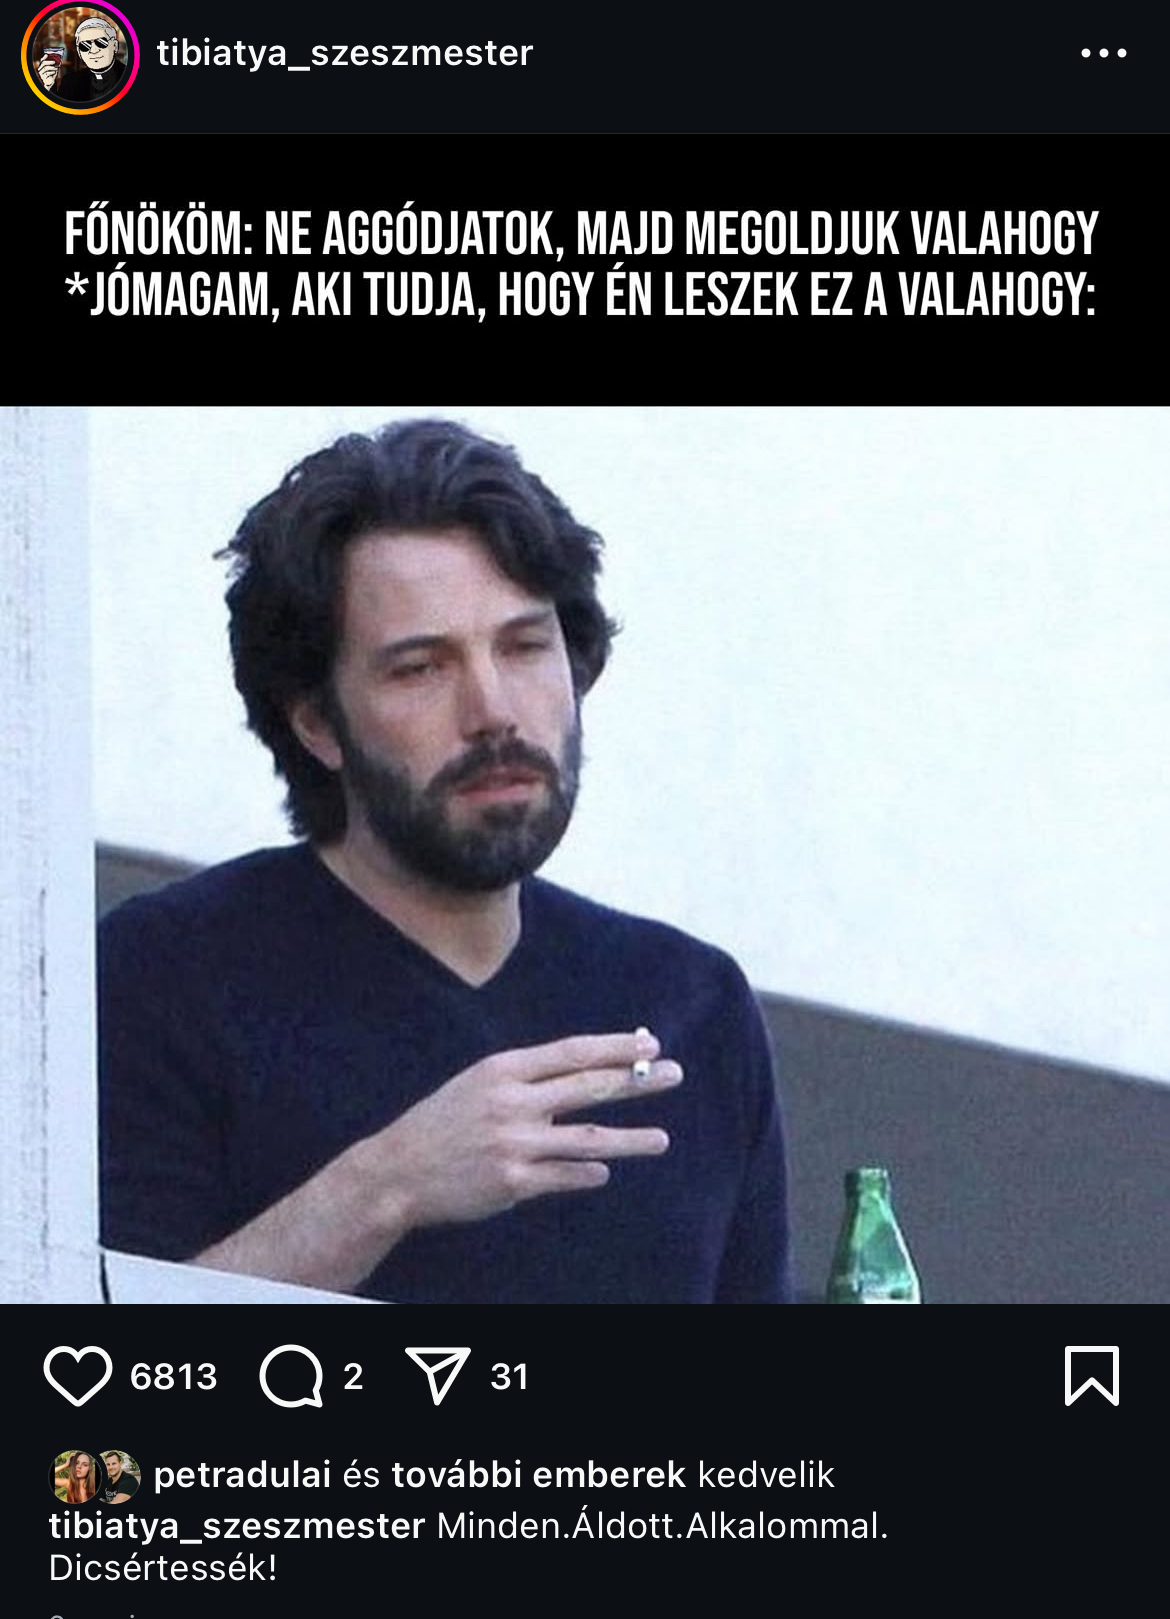 tibiatya_szeszmester
FŐNÖKÖM: NE AGGÓDJATOK, MAJD MEGOLDJUK VALAHOGY
*JÓMAGAM, AKI TUDJA, HOGY ÉN LESZEK EZ A VALAHOGY:
6813 2 31
petradulai és további emberek kedvelik
tibiatya_szeszmester Minden.Áldott.Alkalommal.
Dicsértessék!